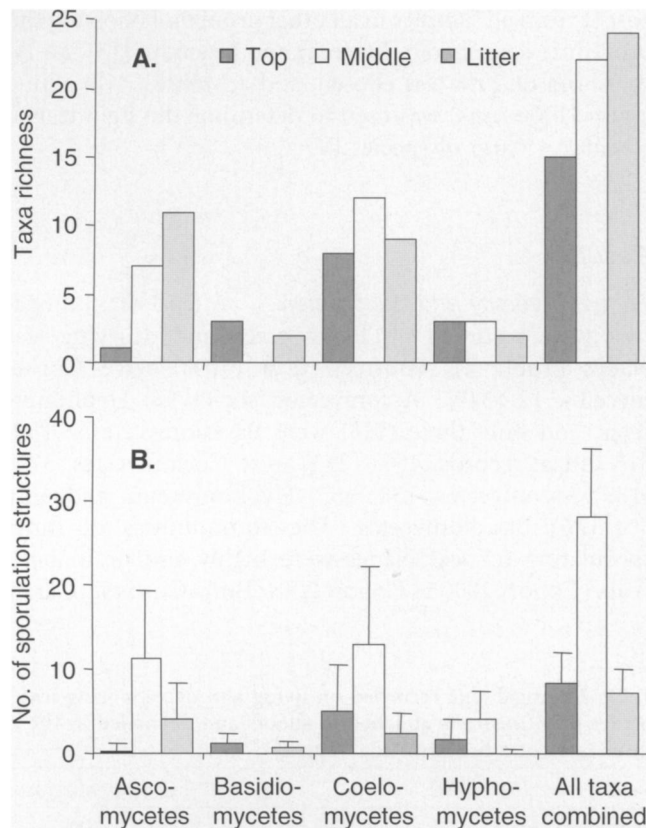 A. Top Middle Litter
Taxa richness
25
20
15
10
5
0
B.
No. of sporulation structures
40
30
20
10
0
Asco-
mycetes
Basidio-
mycetes
Coelo-
mycetes
Hypho-
mycetes
All taxa
combined